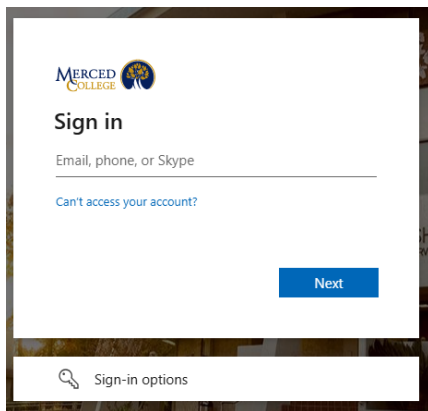 MERCED
COLLEGE
Sign in
Email, phone, or Skype
Can't access your account?
Next
Sign-in options